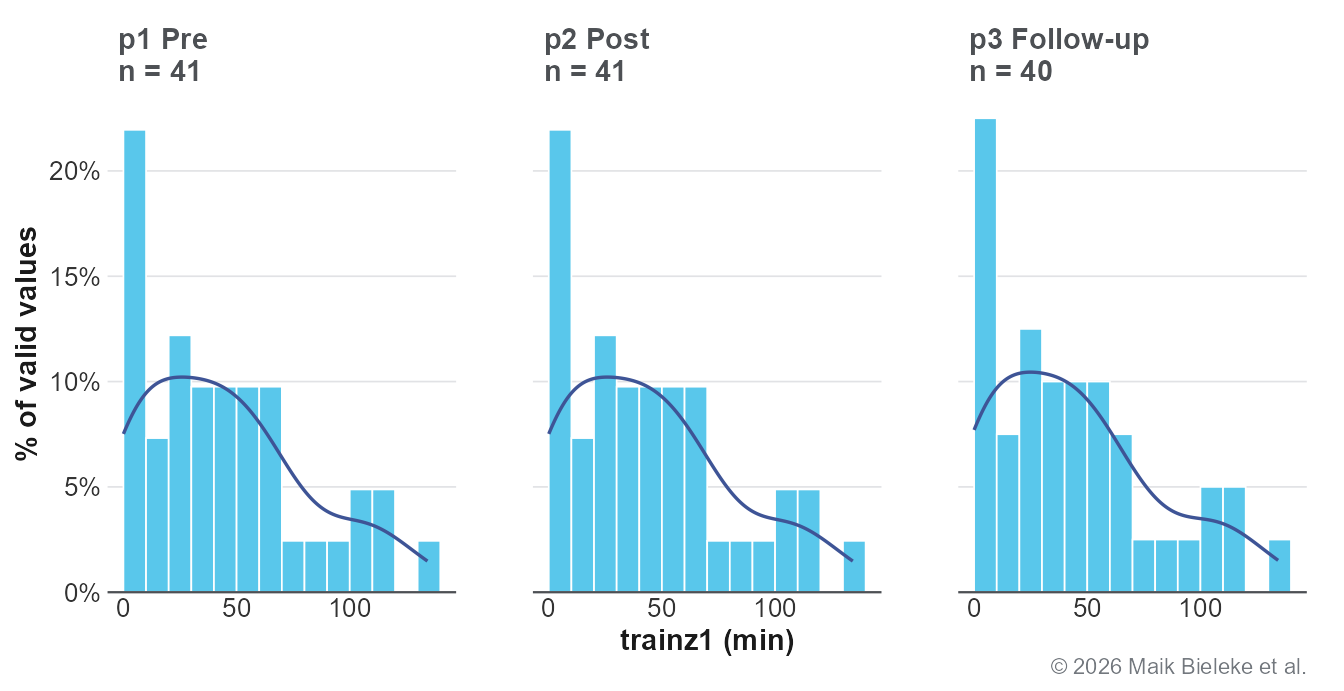 p1 Pre
n = 41
p2 Post
n = 41
p3 Follow-up
n = 40
% of valid values
20%
15%
10%
5%
0%
0 50 100
0 50 100
0 50 100
trainz1 (min)
© 2026 Maik Bieleke et al.